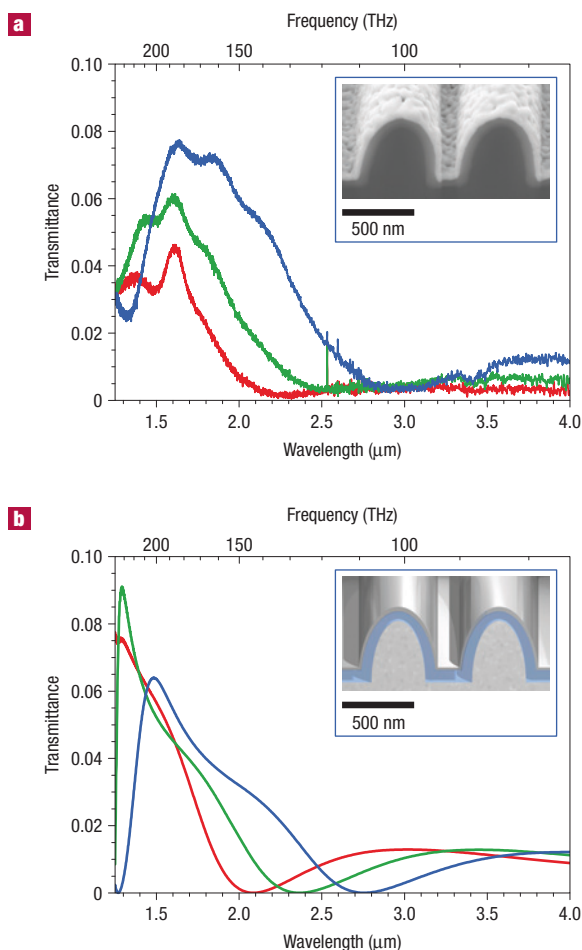 a
Frequency (THz)
200 150 100
0.10
0.08
0.06
0.04
0.02
0
Transmittance
500 nm
1.5 2.0 2.5 3.0 3.5 4.0
Wavelength (μm)
b
Frequency (THz)
200 150 100
0.10
0.08
0.06
0.04
0.02
0
Transmittance
500 nm
1.5 2.0 2.5 3.0 3.5 4.0
Wavelength (μm)